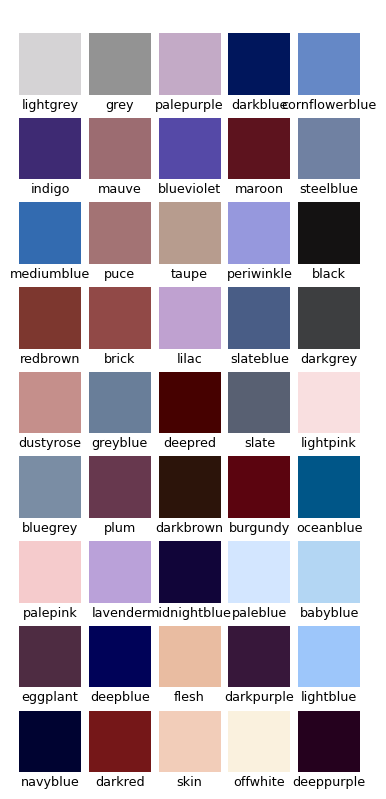 lightgrey grey palepurple darkblue cornflowerblue
indigo mauve blueviolet maroon steelblue
mediumblue puce taupe periwinkle black
redbrown brick lilac slateblue darkgrey
dustyrose greyblue deepred slate lightpink
bluegrey plum darkbrown burgundy oceanblue
palepink lavender midnightblue paleblue babyblue
eggplant deepblue flesh darkpurple lightblue
navyblue darkred skin offwhite deeppurple